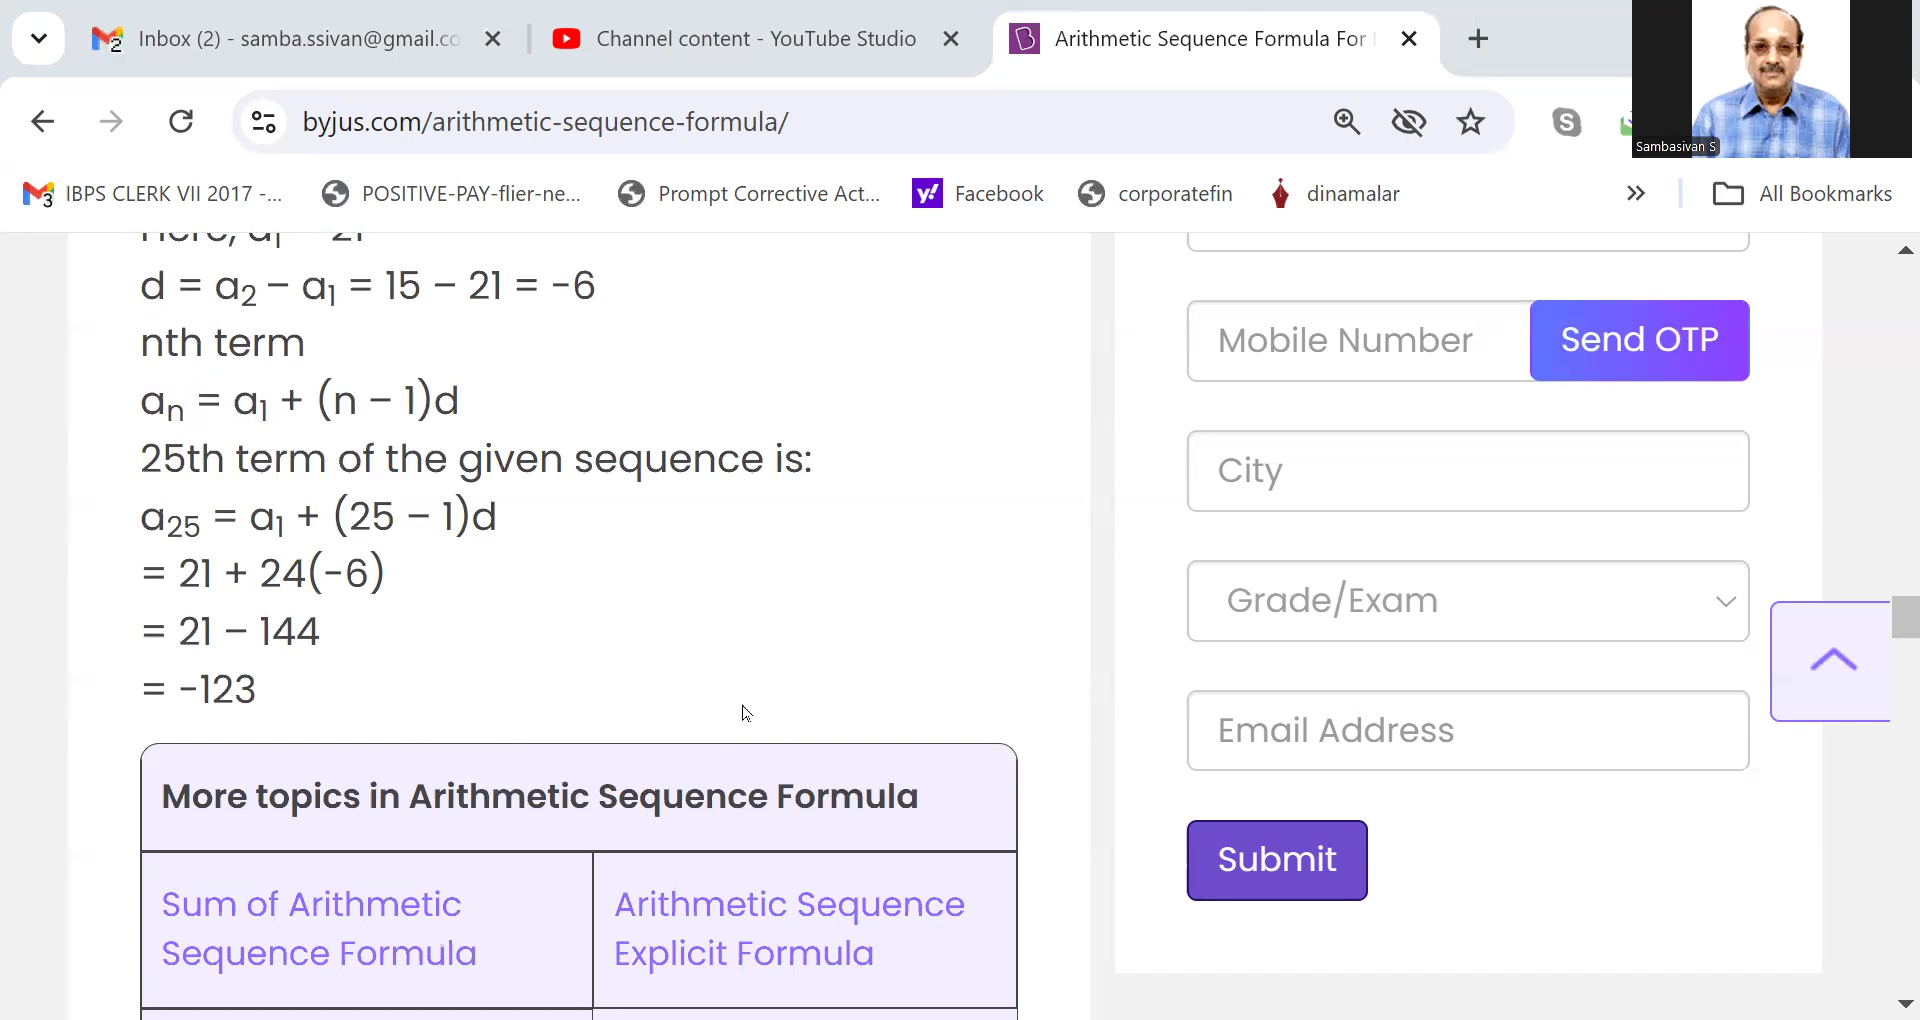 Inbox (2) - samba.ssivan@gmail.co
Channel content - YouTube Studio
Arithmetic Sequence Formula For
byjus.com/arithmetic-sequence-formula/
Sambasivan S
IBPS CLERK VII 2017 -...
POSITIVE-PAY-flier-ne...
Prompt Corrective Act...
Facebook
corporatefin
dinamalar
All Bookmarks
Here, a1 = 21
d = a2 – a1 = 15 – 21 = -6
nth term
an = a1 + (n – 1)d
25th term of the given sequence is:
a25 = a1 + (25 – 1)d
= 21 + 24(-6)
= 21 – 144
= -123
More topics in Arithmetic Sequence Formula
Sum of Arithmetic
Sequence Formula
Arithmetic Sequence
Explicit Formula
Mobile Number
Send OTP
City
Grade/Exam
Email Address
Submit